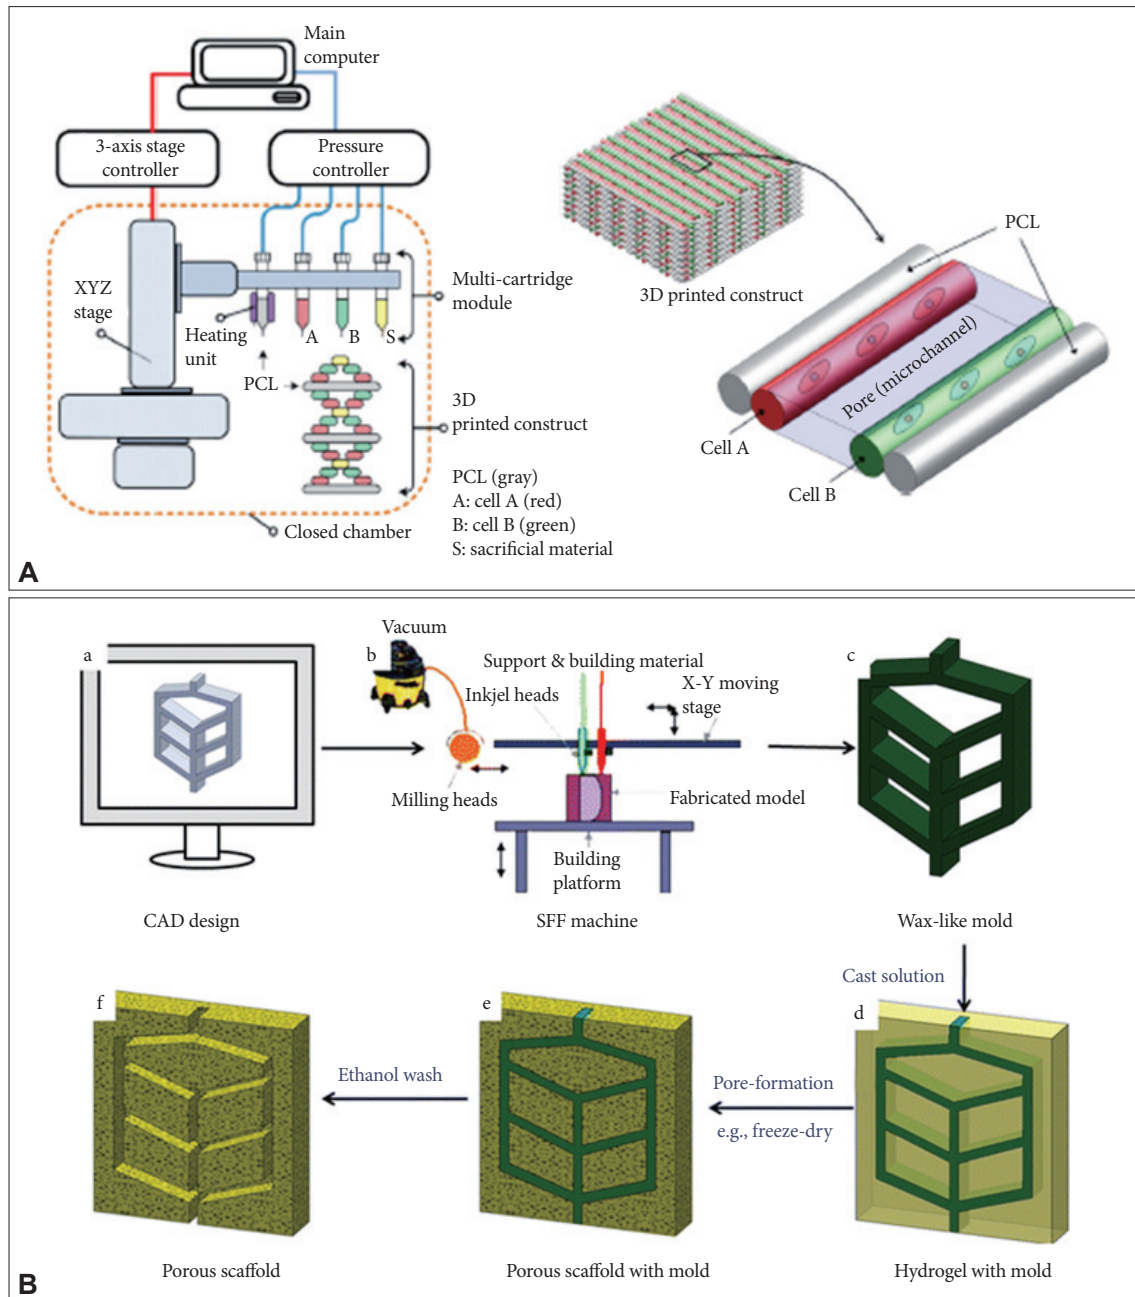 Main
computer
3-axis stage
controller
Pressure
controller
XYZ
stage
Heating
unit
A
B
S
PCL
Multi-cartridge
module
3D
printed construct
PCL (gray)
A: cell A (red)
B: cell B (green)
S: sacrificial material
Closed chamber
3D printed construct
PCL
Pore (microchannel)
Cell A
Cell B
A
a
CAD design
b
Vacuum
Support & building material
Inkjel heads
X-Y moving
stage
Milling heads
Fabricated model
Building
platform
SFF machine
c
Wax-like mold
Cast solution
d
Hydrogel with mold
Pore-formation
e.g., freeze-dry
e
Porous scaffold with mold
Ethanol wash
f
Porous scaffold
B